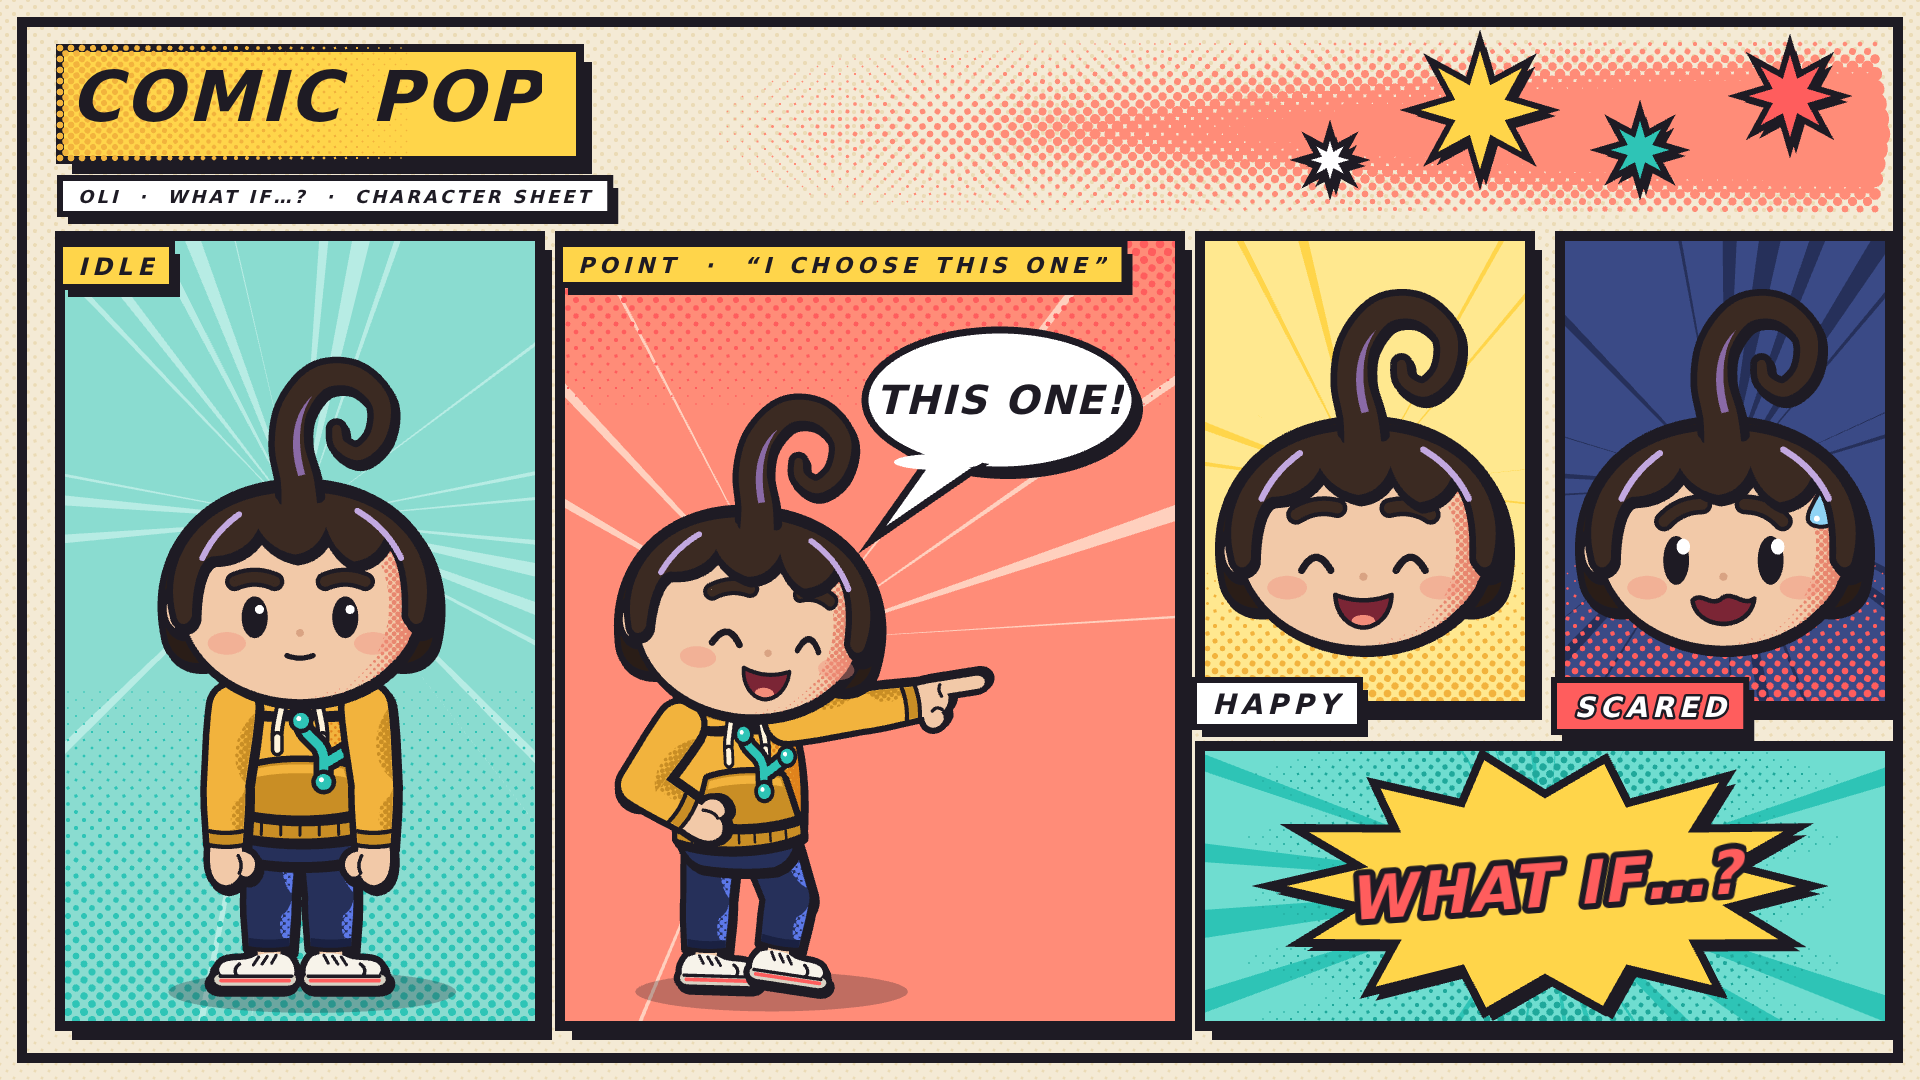 COMIC POP
OLI · WHAT IF…? · CHARACTER SHEET
IDLE
POINT · “I CHOOSE THIS ONE”
THIS ONE!
HAPPY
SCARED
WHAT IF…?